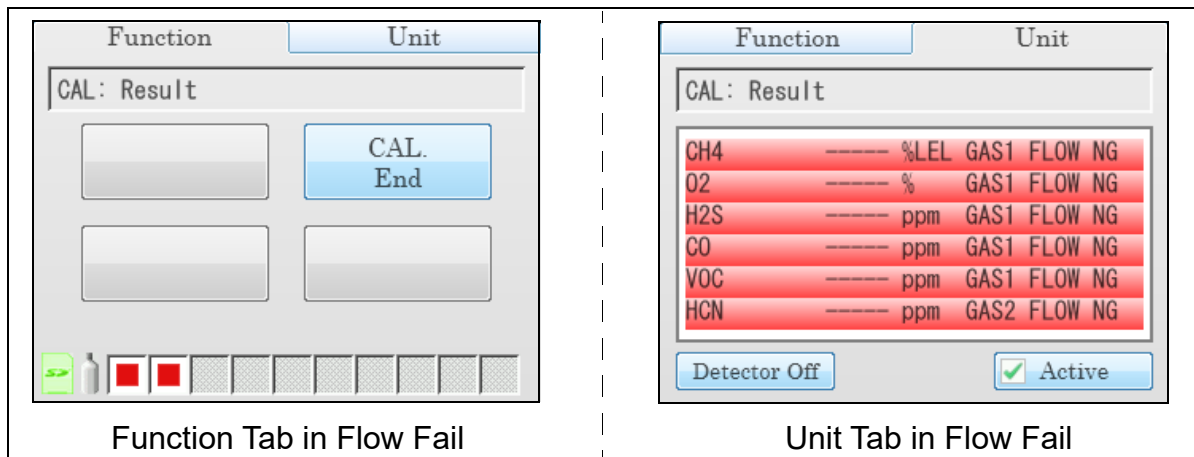 Function Unit
CAL: Result
CAL.
End
SD
Function Tab in Flow Fail
Function Unit
CAL: Result
CH4 ----- %LEL GAS1 FLOW NG
O2 ----- % GAS1 FLOW NG
H2S ----- ppm GAS1 FLOW NG
CO ----- ppm GAS1 FLOW NG
VOC ----- ppm GAS1 FLOW NG
HCN ----- ppm GAS2 FLOW NG
Detector Off Active
Unit Tab in Flow Fail